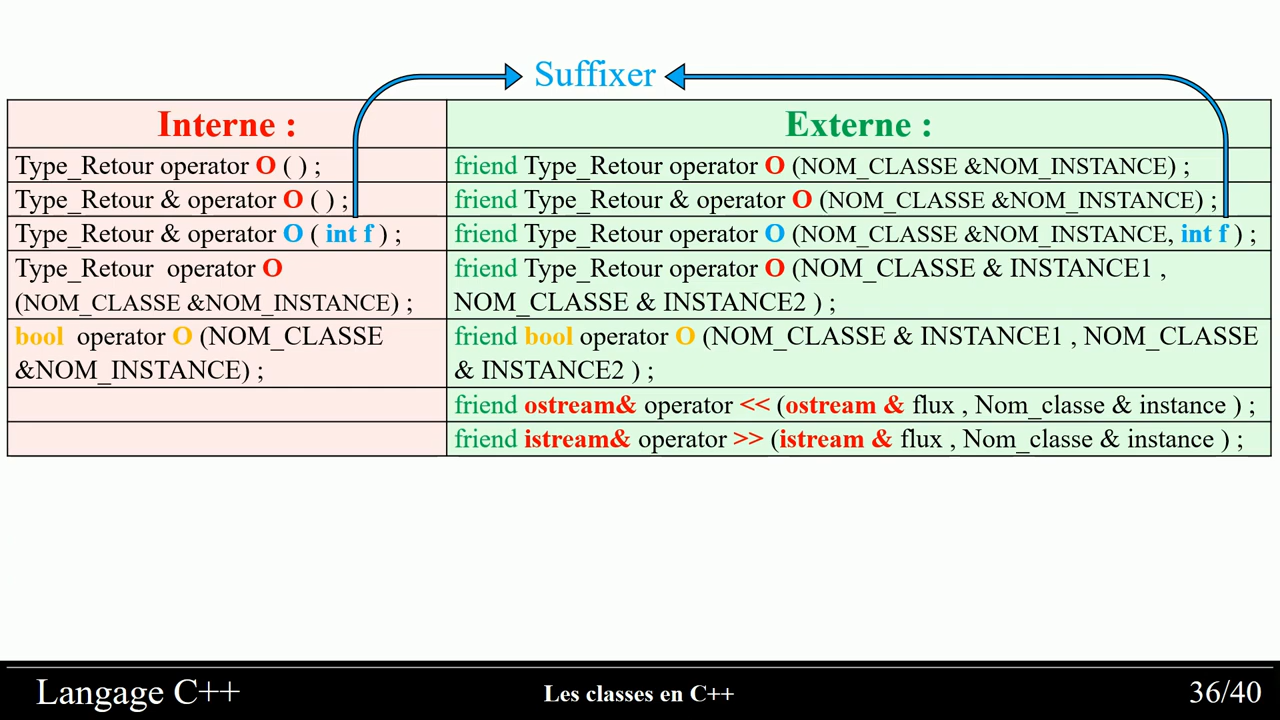 Suffixer
Interne :
Externe :
Type_Retour operator O ( ) ;
friend Type_Retour operator O (NOM_CLASSE &NOM_INSTANCE) ;
Type_Retour & operator O ( ) ;
friend Type_Retour & operator O (NOM_CLASSE &NOM_INSTANCE) ;
Type_Retour & operator O ( int f ) ;
friend Type_Retour operator O (NOM_CLASSE &NOM_INSTANCE, int f ) ;
Type_Retour operator O
(NOM_CLASSE &NOM_INSTANCE) ;
friend Type_Retour operator O (NOM_CLASSE & INSTANCE1 ,
NOM_CLASSE & INSTANCE2 ) ;
bool operator O (NOM_CLASSE
&NOM_INSTANCE) ;
friend bool operator O (NOM_CLASSE & INSTANCE1 , NOM_CLASSE
& INSTANCE2 ) ;
friend ostream& operator << (ostream & flux , Nom_classe & instance ) ;
friend istream& operator >> (istream & flux , Nom_classe & instance ) ;
Langage C++
Les classes en C++
36/40